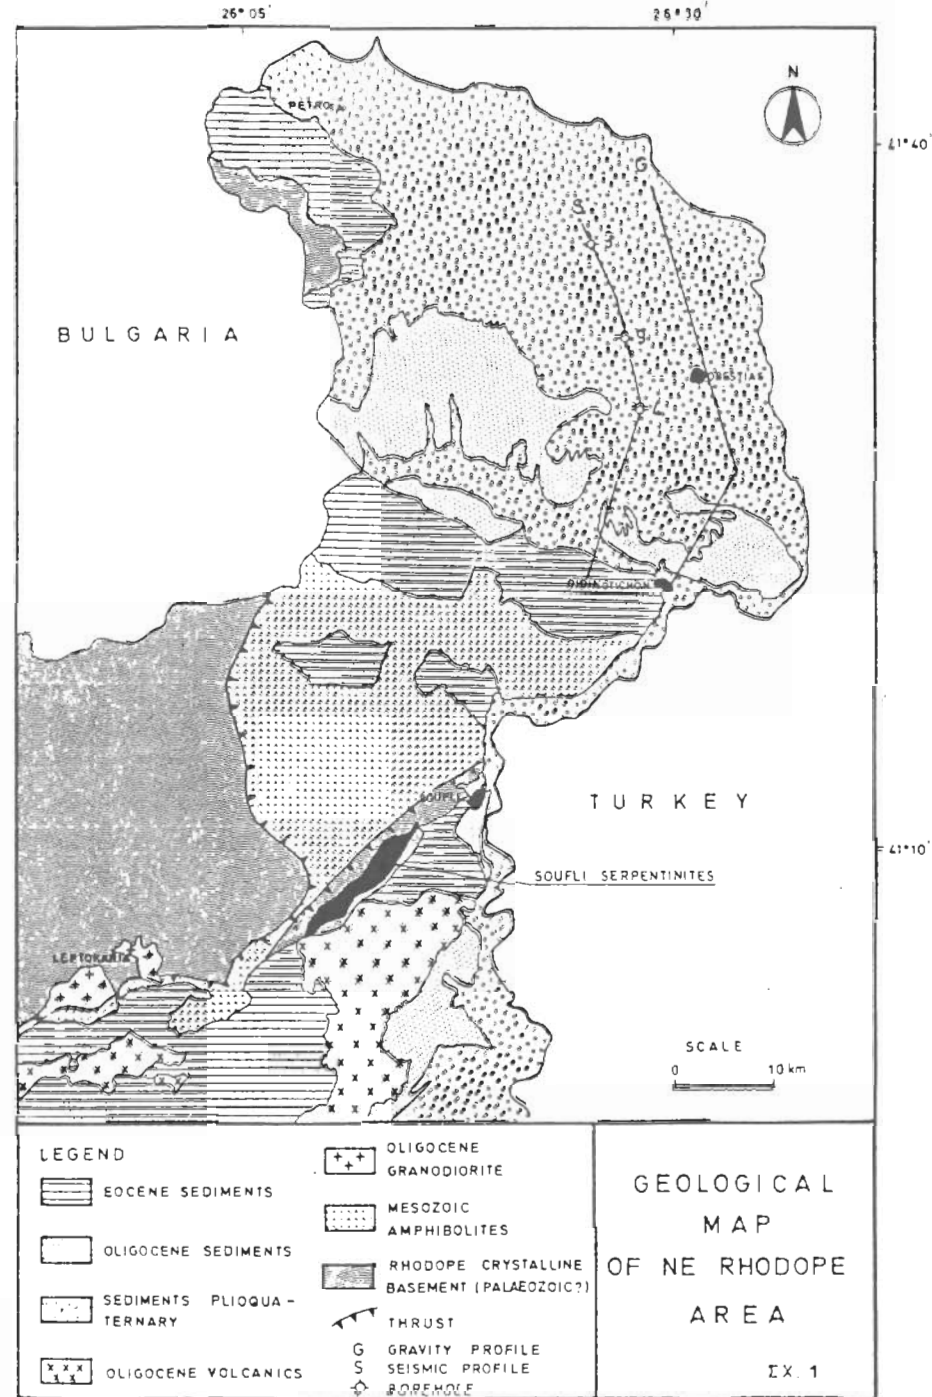 26°05'
26°30'
N
41°40'
PETROTA
G
S
3
BULGARIA
9
ORESTIAS
L
DIDIMOTICHON
TURKEY
SOUFLI
41°10'
SOUFLI SERPENTINITES
LEPTOKARIA
SCALE
0 10 km
LEGEND
EOCENE SEDIMENTS
OLIGOCENE SEDIMENTS
SEDIMENTS PLIOQUA-
TERNARY
OLIGOCENE VOLCANICS
OLIGOCENE
GRANODIORITE
MESOZOIC
AMPHIBOLITES
RHODOPE CRYSTALLINE
BASEMENT (PALAEOZOIC?)
THRUST
G GRAVITY PROFILE
S SEISMIC PROFILE
BOREHOLE
GEOLOGICAL
MAP
OF NE RHODOPE
AREA
ΣΧ. 1